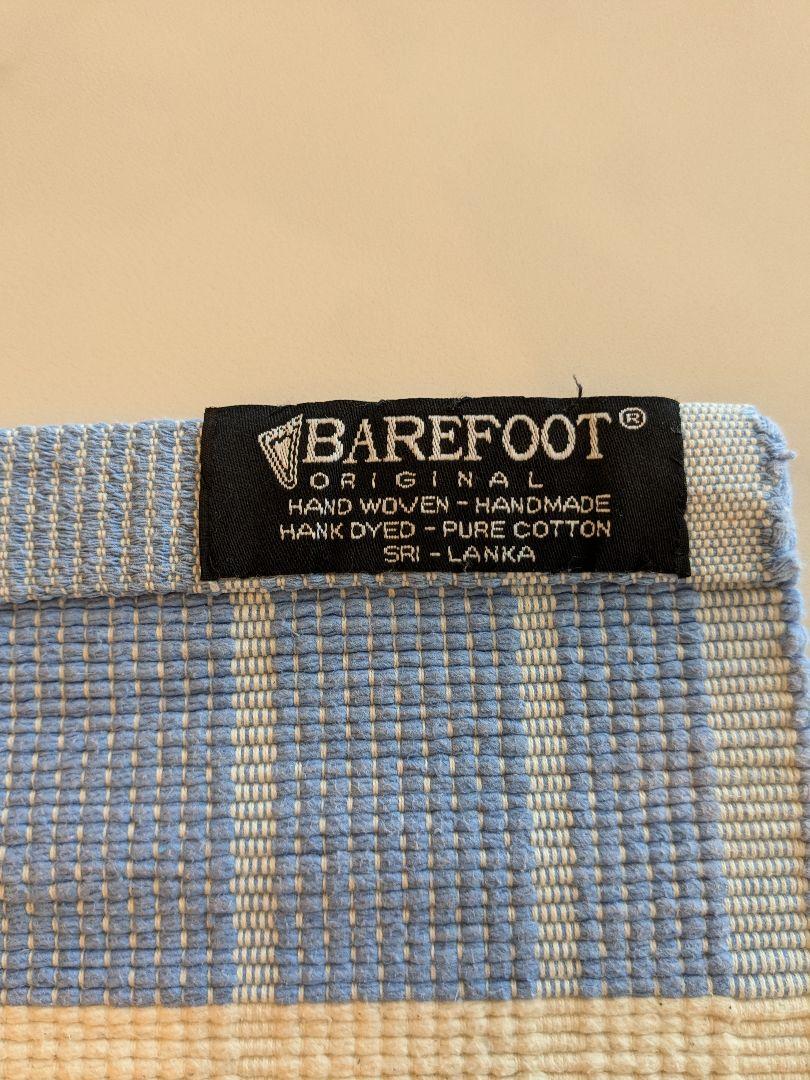 BAREFOOT®
ORIGINAL
HAND WOVEN - HANDMADE
HANK DYED - PURE COTTON
SRI - LANKA